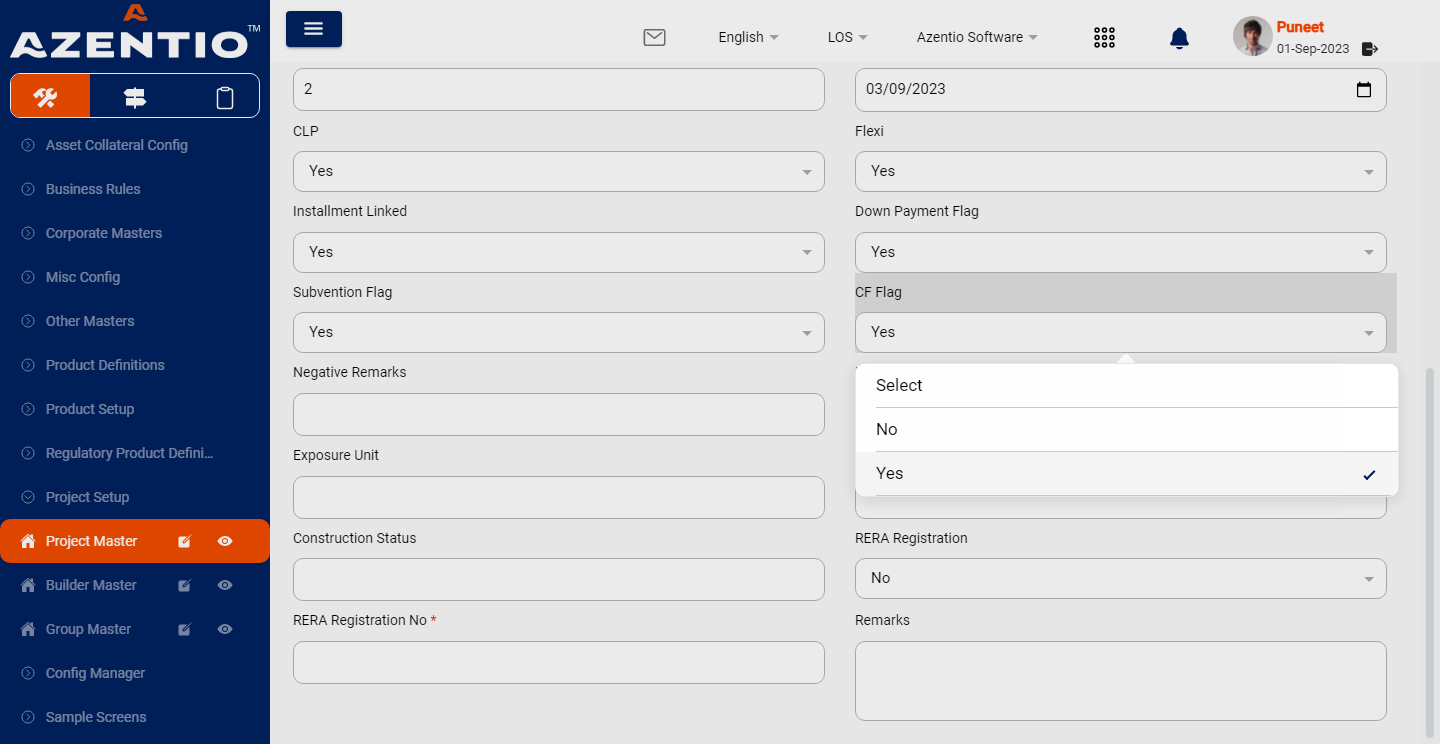 AZENTIO™
English
LOS
Azentio Software
Puneet
01-Sep-2023
Asset Collateral Config
Business Rules
Corporate Masters
Misc Config
Other Masters
Product Definitions
Product Setup
Regulatory Product Defini...
Project Setup
Project Master
Builder Master
Group Master
Config Manager
Sample Screens
2
03/09/2023
CLP
Flexi
Yes
Yes
Installment Linked
Down Payment Flag
Yes
Yes
Subvention Flag
CF Flag
Yes
Yes
Negative Remarks
Select
No
Yes
Exposure Unit
Construction Status
RERA Registration
No
RERA Registration No *
Remarks